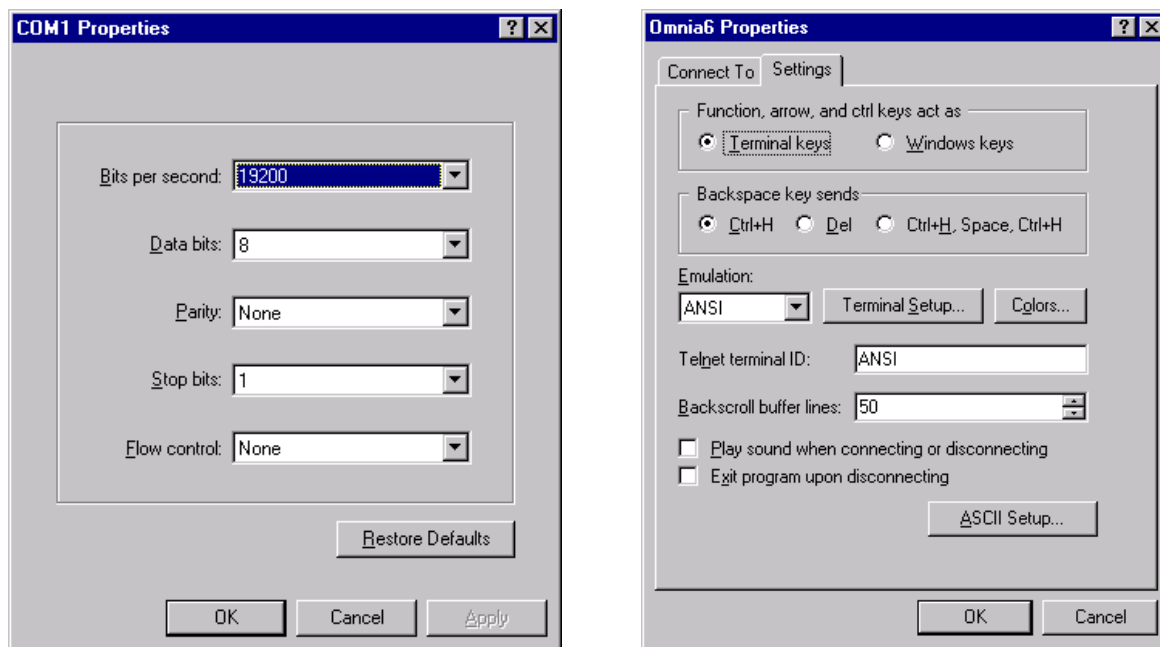 COM1 Properties
Bits per second: 19200
Data bits: 8
Parity: None
Stop bits: 1
Flow control: None
Restore Defaults
OK Cancel Apply
Omnia6 Properties
Connect To Settings
Function, arrow, and ctrl keys act as
Terminal keys Windows keys
Backspace key sends
Ctrl+H Del Ctrl+H, Space, Ctrl+H
Emulation:
ANSI Terminal Setup... Colors...
Telnet terminal ID: ANSI
Backscroll buffer lines: 50
Play sound when connecting or disconnecting
Exit program upon disconnecting
ASCII Setup...
OK Cancel